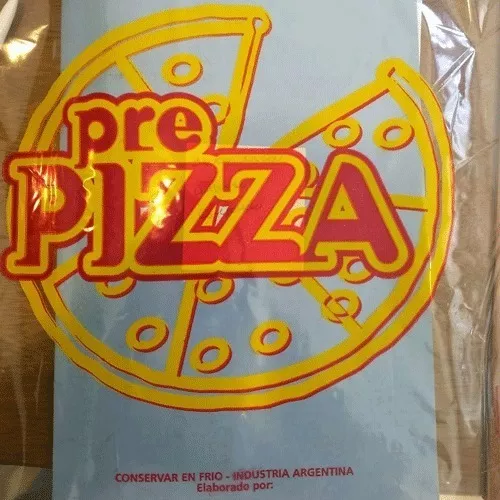 pre
PIZZA
CONSERVAR EN FRIO - INDUSTRIA ARGENTINA
Elaborado por: